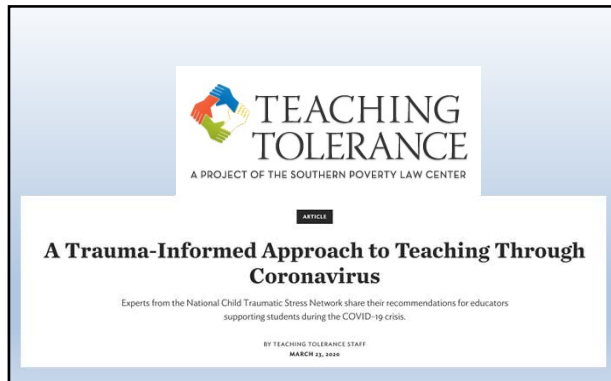 TEACHING
TOLERANCE
A PROJECT OF THE SOUTHERN POVERTY LAW CENTER
ARTICLE
A Trauma-Informed Approach to Teaching Through
Coronavirus
Experts from the National Child Traumatic Stress Network share their recommendations for educators
supporting students during the COVID-19 crisis.
BY TEACHING TOLERANCE STAFF
MARCH 23, 2020